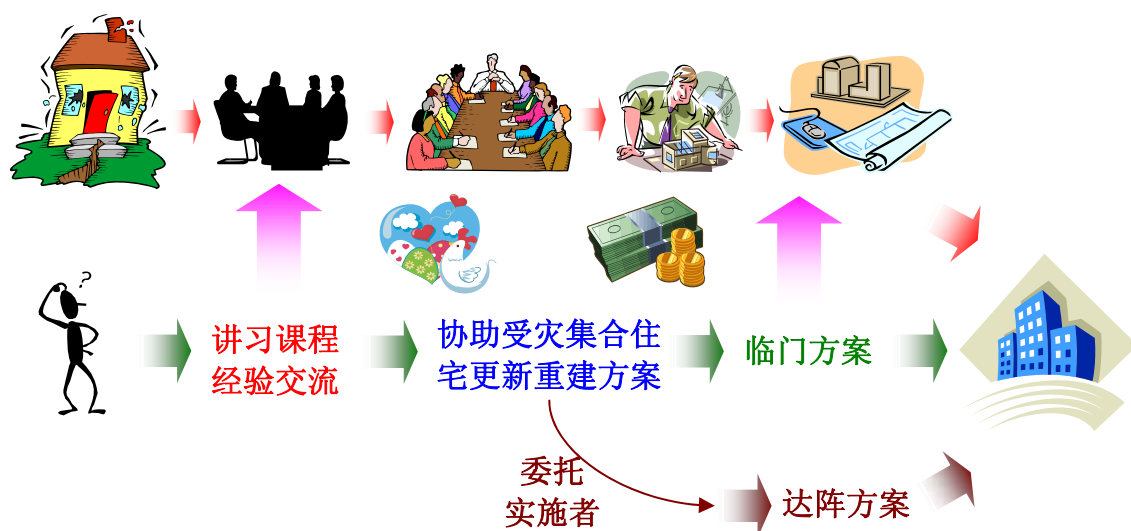 ?
讲习课程
经验交流
协助受灾集合住
宅更新重建方案
临门方案
委托
实施者
达阵方案